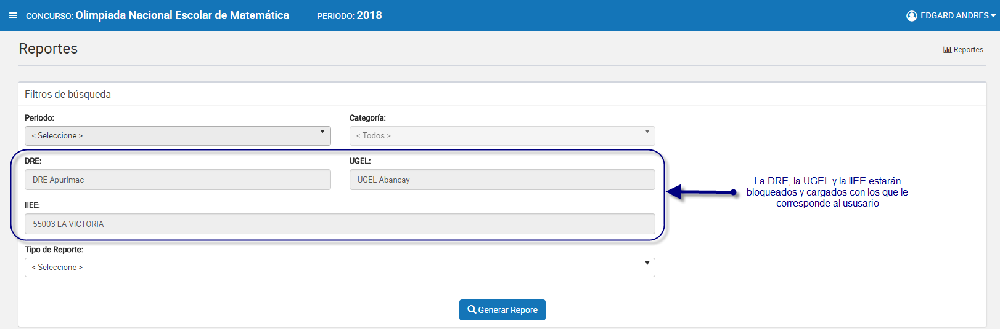 CONCURSO: Olimpiada Nacional Escolar de Matemática PERIODO: 2018 EDGARD ANDRES
Reportes Reportes
Filtros de búsqueda
Periodo: Categoría:
< Seleccione > < Todos >
DRE: UGEL:
DRE Apurímac UGEL Abancay
La DRE, la UGEL y la IIEE estarán
bloqueados y cargados con los que le
corresponde al ususario
IIEE:
55003 LA VICTORIA
Tipo de Reporte:
< Seleccione >
Generar Repore